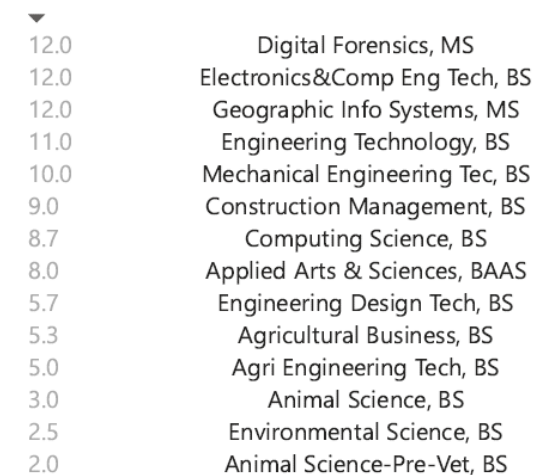 12.0 Digital Forensics, MS
12.0 Electronics&Comp Eng Tech, BS
12.0 Geographic Info Systems, MS
11.0 Engineering Technology, BS
10.0 Mechanical Engineering Tec, BS
9.0 Construction Management, BS
8.7 Computing Science, BS
8.0 Applied Arts & Sciences, BAAS
5.7 Engineering Design Tech, BS
5.3 Agricultural Business, BS
5.0 Agri Engineering Tech, BS
3.0 Animal Science, BS
2.5 Environmental Science, BS
2.0 Animal Science-Pre-Vet, BS